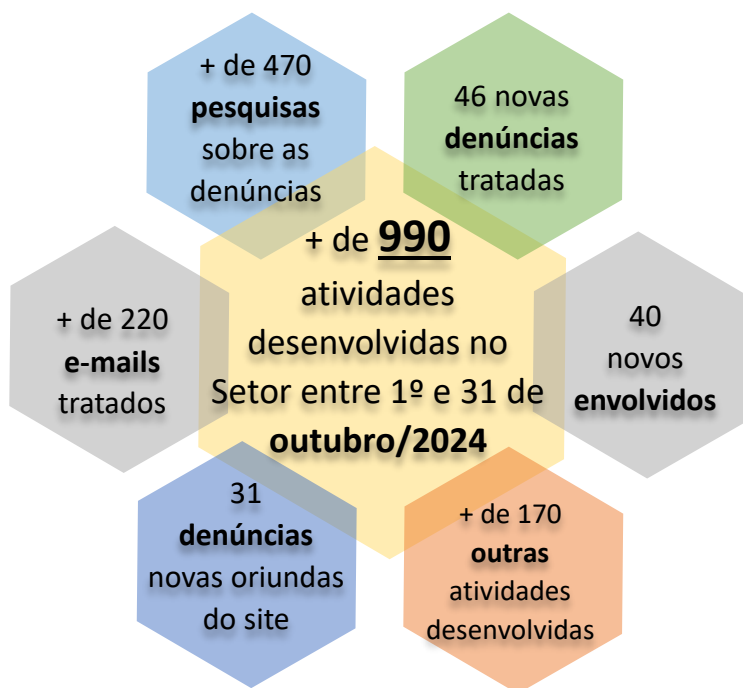 + de 470
pesquisas
sobre as
denúncias
46 novas
denúncias
tratadas
+ de 990
atividades
desenvolvidas no
Setor entre 1º e 31 de
outubro/2024
+ de 220
e-mails
tratados
40
novos
envolvidos
31
denúncias
novas oriundas
do site
+ de 170
outras
atividades
desenvolvidas